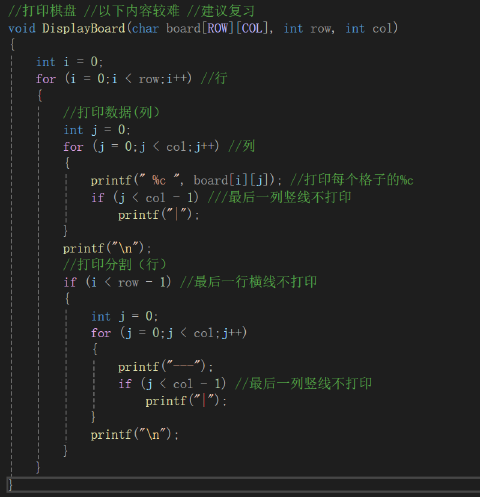 //打印棋盘 //以下内容较难 //建议复习
void DisplayBoard(char board[ROW][COL], int row, int col)
{
    int i = 0;
    for (i = 0;i < row;i++) //行
    {
        //打印数据(列)
        int j = 0;
        for (j = 0;j < col;j++) //列
        {
            printf(" %c ", board[i][j]); //打印每个格子的%c
            if (j < col - 1) ///最后一列竖线不打印
                printf("|");
        }
        printf("\n");
        //打印分割（行）
        if (i < row - 1) //最后一行横线不打印
        {
            int j = 0;
            for (j = 0;j < col;j++)
            {
                printf("---");
                if (j < col - 1) //最后一列竖线不打印
                    printf("|");
            }
            printf("\n");
        }
    }
}